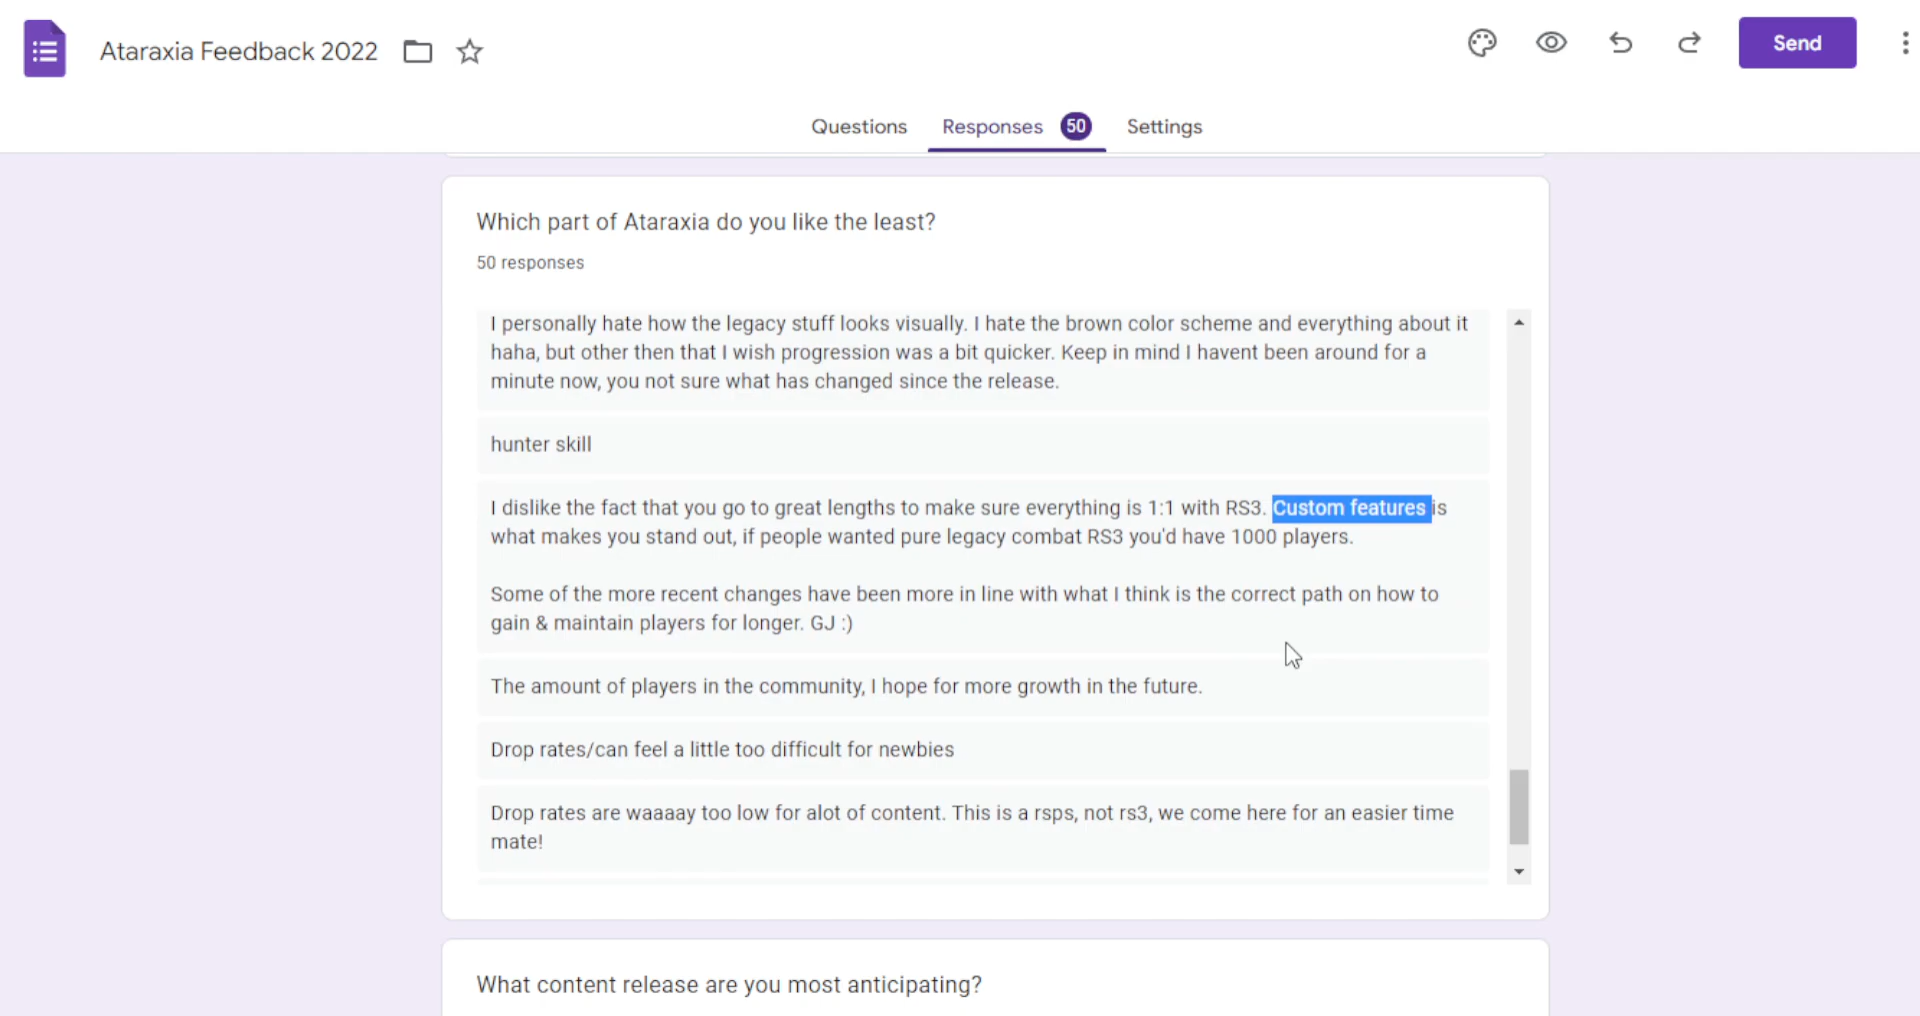 Ataraxia Feedback 2022
Send
Questions
Responses 50
Settings
Which part of Ataraxia do you like the least?
50 responses
I personally hate how the legacy stuff looks visually. I hate the brown color scheme and everything about it
haha, but other then that I wish progression was a bit quicker. Keep in mind I havent been around for a
minute now, you not sure what has changed since the release.
hunter skill
I dislike the fact that you go to great lengths to make sure everything is 1:1 with RS3. Custom features is
what makes you stand out, if people wanted pure legacy combat RS3 you'd have 1000 players.
Some of the more recent changes have been more in line with what I think is the correct path on how to
gain & maintain players for longer. GJ :)
The amount of players in the community, I hope for more growth in the future.
Drop rates/can feel a little too difficult for newbies
Drop rates are waaaay too low for alot of content. This is a rsps, not rs3, we come here for an easier time
mate!
What content release are you most anticipating?